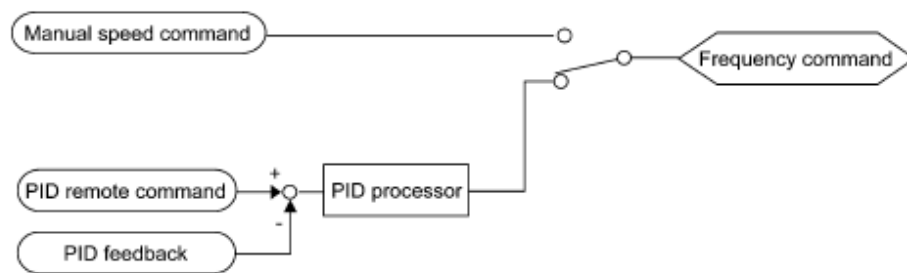 Manual speed command
Frequency command
PID remote command
+
PID processor
-
PID feedback